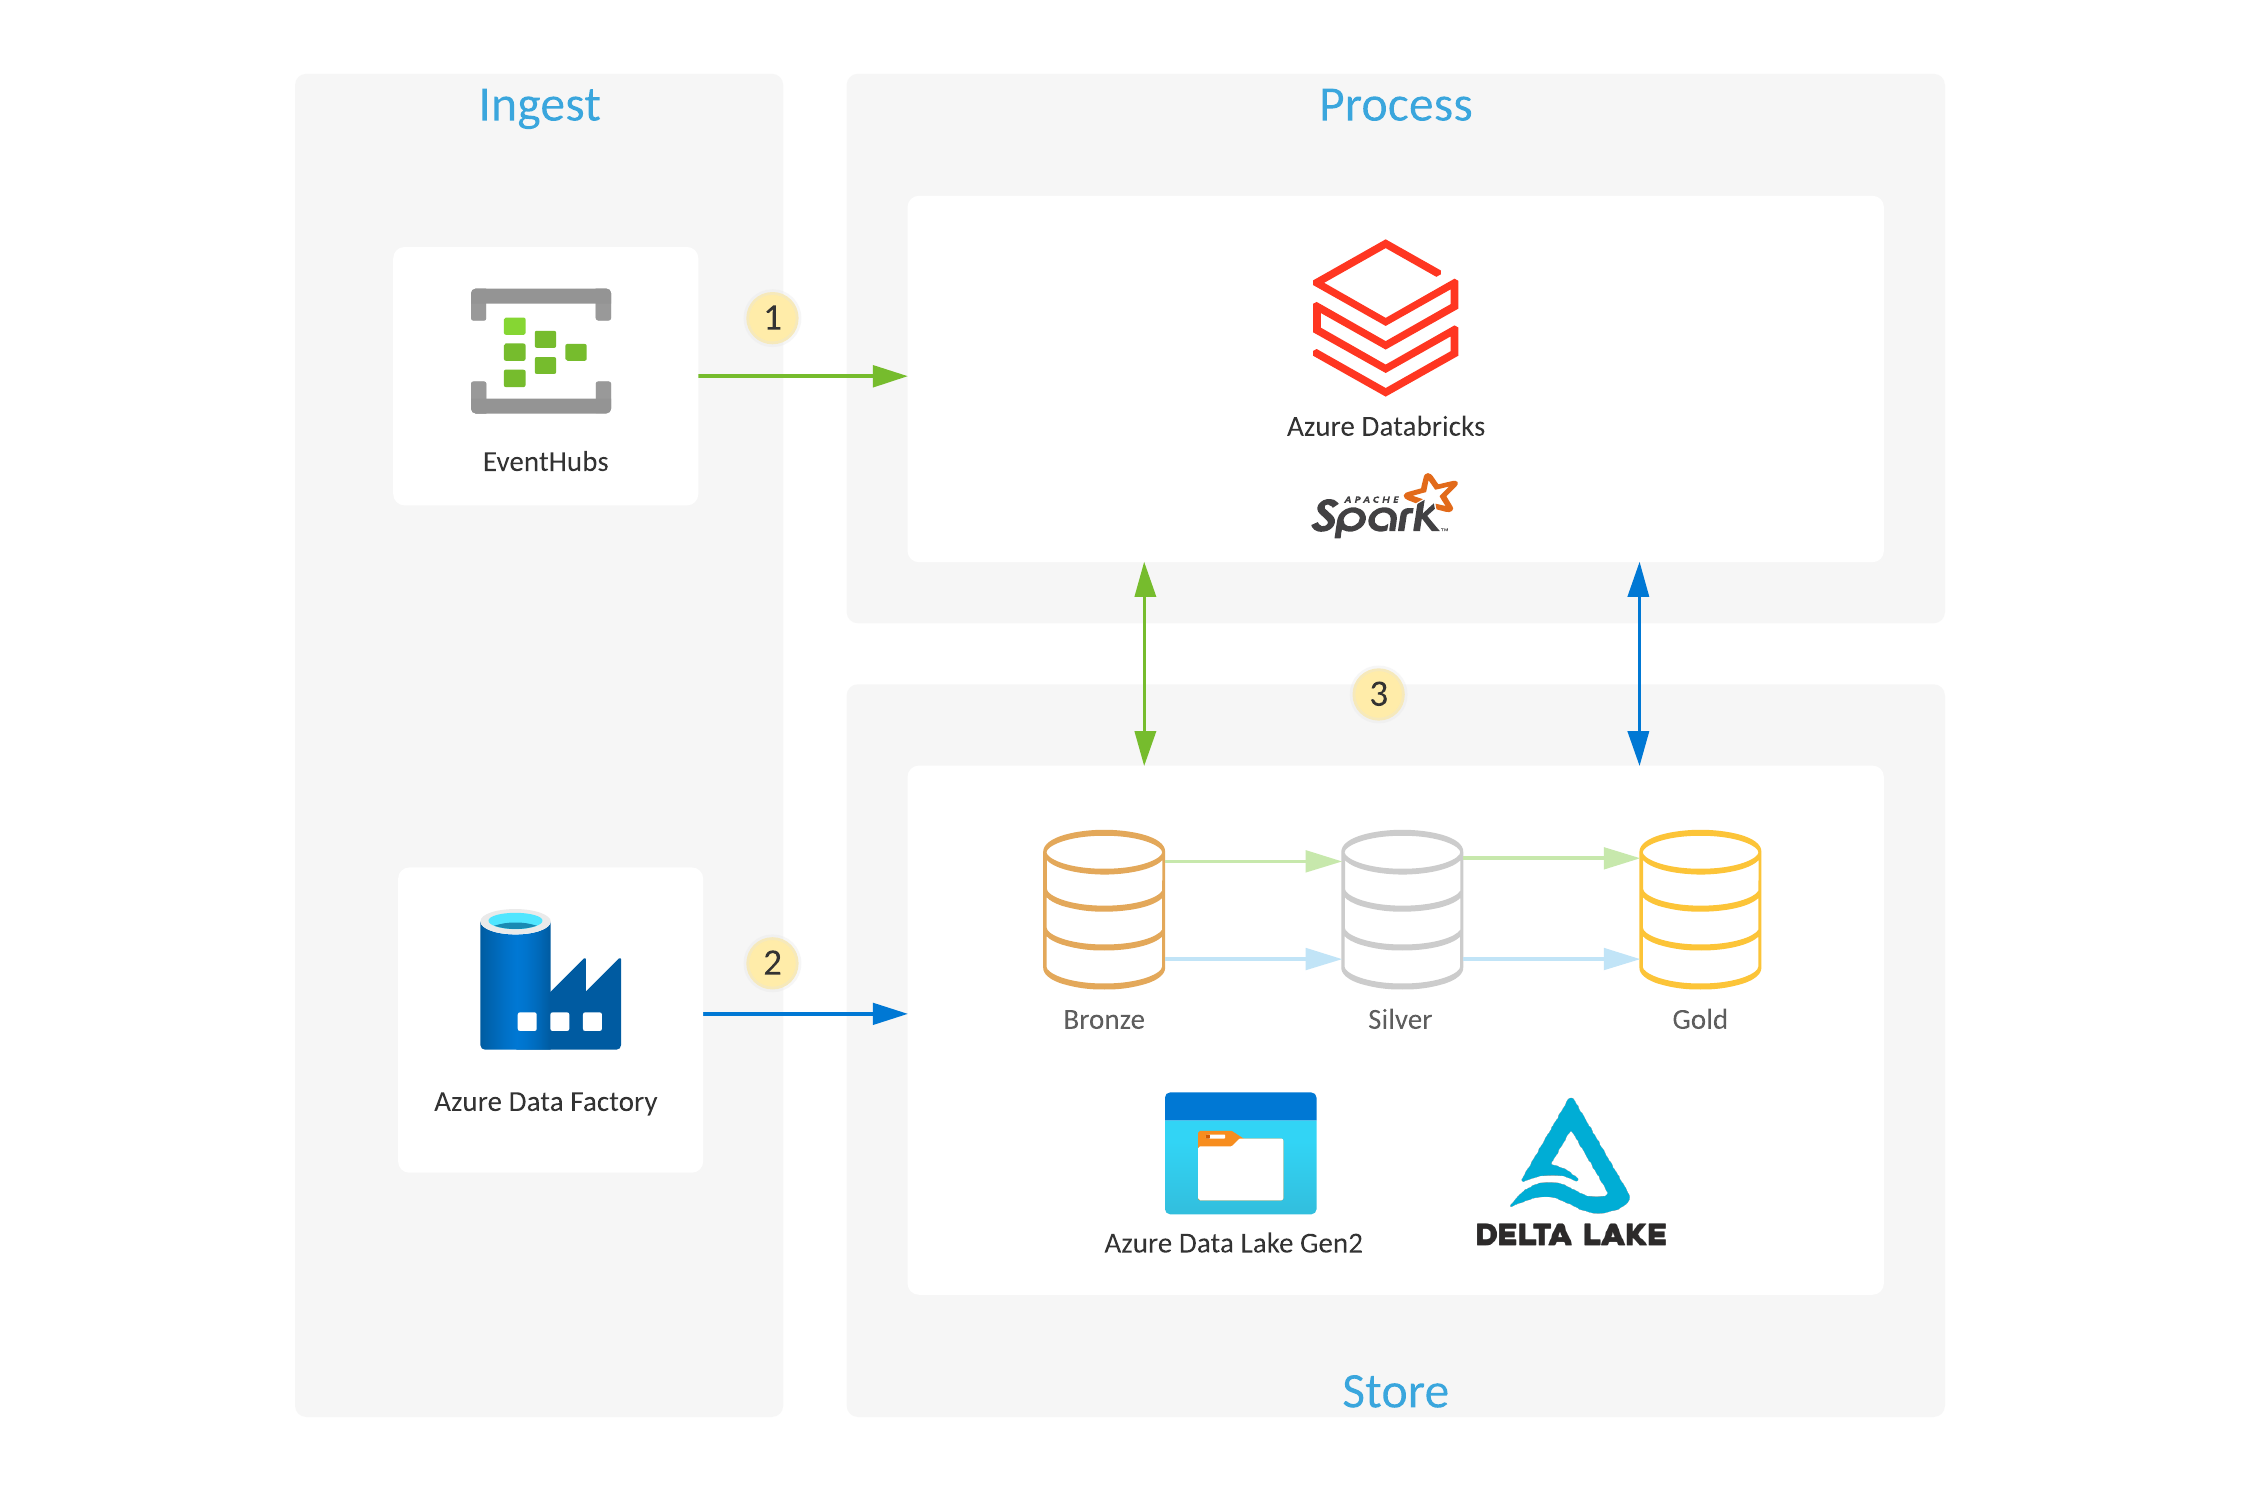 Ingest
Process
EventHubs
1
Azure Databricks
APACHE
Spark™
3
Azure Data Factory
2
Bronze
Silver
Gold
Azure Data Lake Gen2
DELTA LAKE
Store